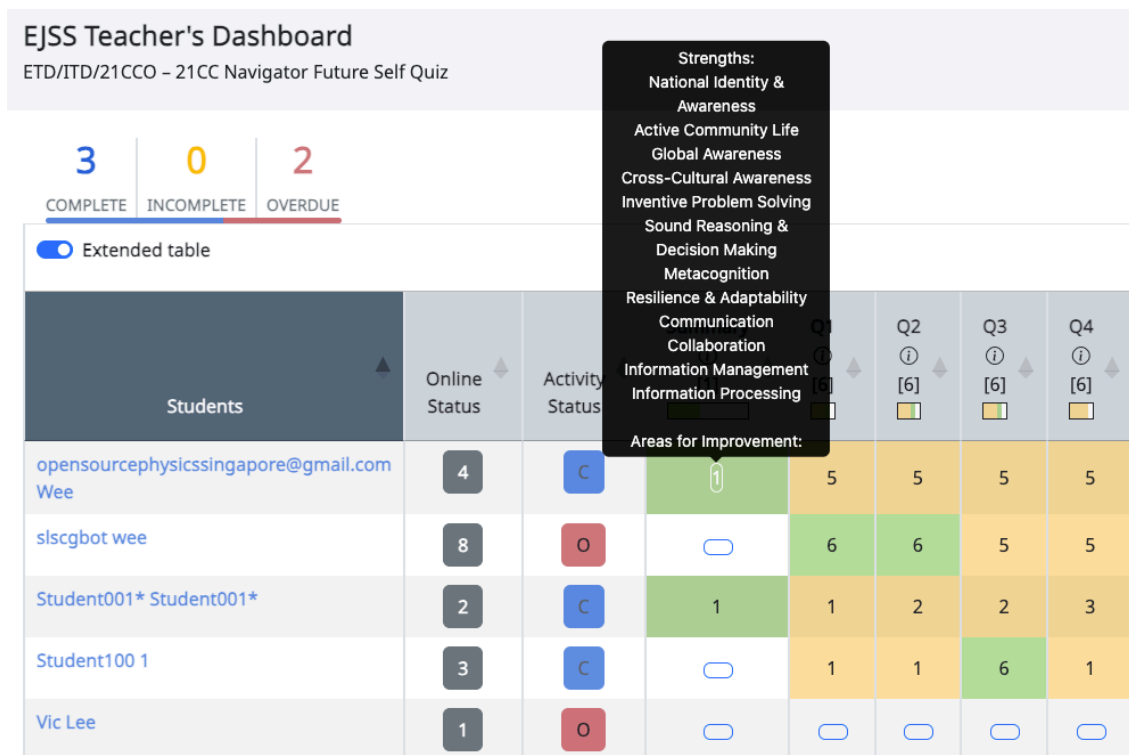 EJSS Teacher's Dashboard
ETD/ITD/21CCO – 21CC Navigator Future Self Quiz
3 0 2
COMPLETE INCOMPLETE OVERDUE
Extended table
Strengths:
National Identity &
Awareness
Active Community Life
Global Awareness
Cross-Cultural Awareness
Inventive Problem Solving
Sound Reasoning &
Decision Making
Metacognition
Resilience & Adaptability
Communication
Collaboration
Information Management
Information Processing
Areas for Improvement:
Students
Online
Status
Activity
Status
Q1 Q2 Q3 Q4
[6] [6] [6] [6]
opensourcephysicssingapore@gmail.com
Wee
4 C 1 5 5 5 5
slscgbot wee 8 O 6 6 5 5
Student001* Student001* 2 C 1 1 2 2 3
Student100 1 3 C 1 1 6 1
Vic Lee 1 O